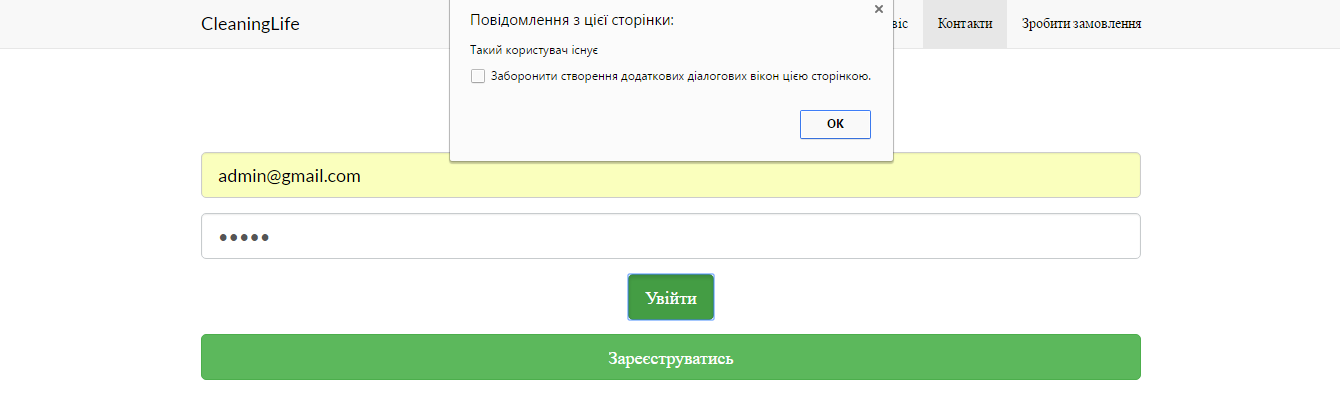 CleaningLife
Контакти
Зробити замовлення
Повідомлення з цієї сторінки:
Такий користувач існує
Заборонити створення додаткових діалогових вікон цією сторінкою.
OK
admin@gmail.com
Увійти
Зареєструватись